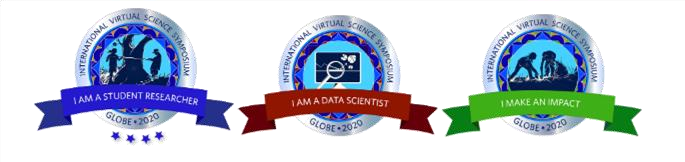 INTERNATIONAL VIRTUAL SCIENCE SYMPOSIUM
I AM A STUDENT RESEARCHER
GLOBE • 2020
INTERNATIONAL VIRTUAL SCIENCE SYMPOSIUM
I AM A DATA SCIENTIST
GLOBE • 2020
INTERNATIONAL VIRTUAL SCIENCE SYMPOSIUM
I MAKE AN IMPACT
GLOBE • 2020